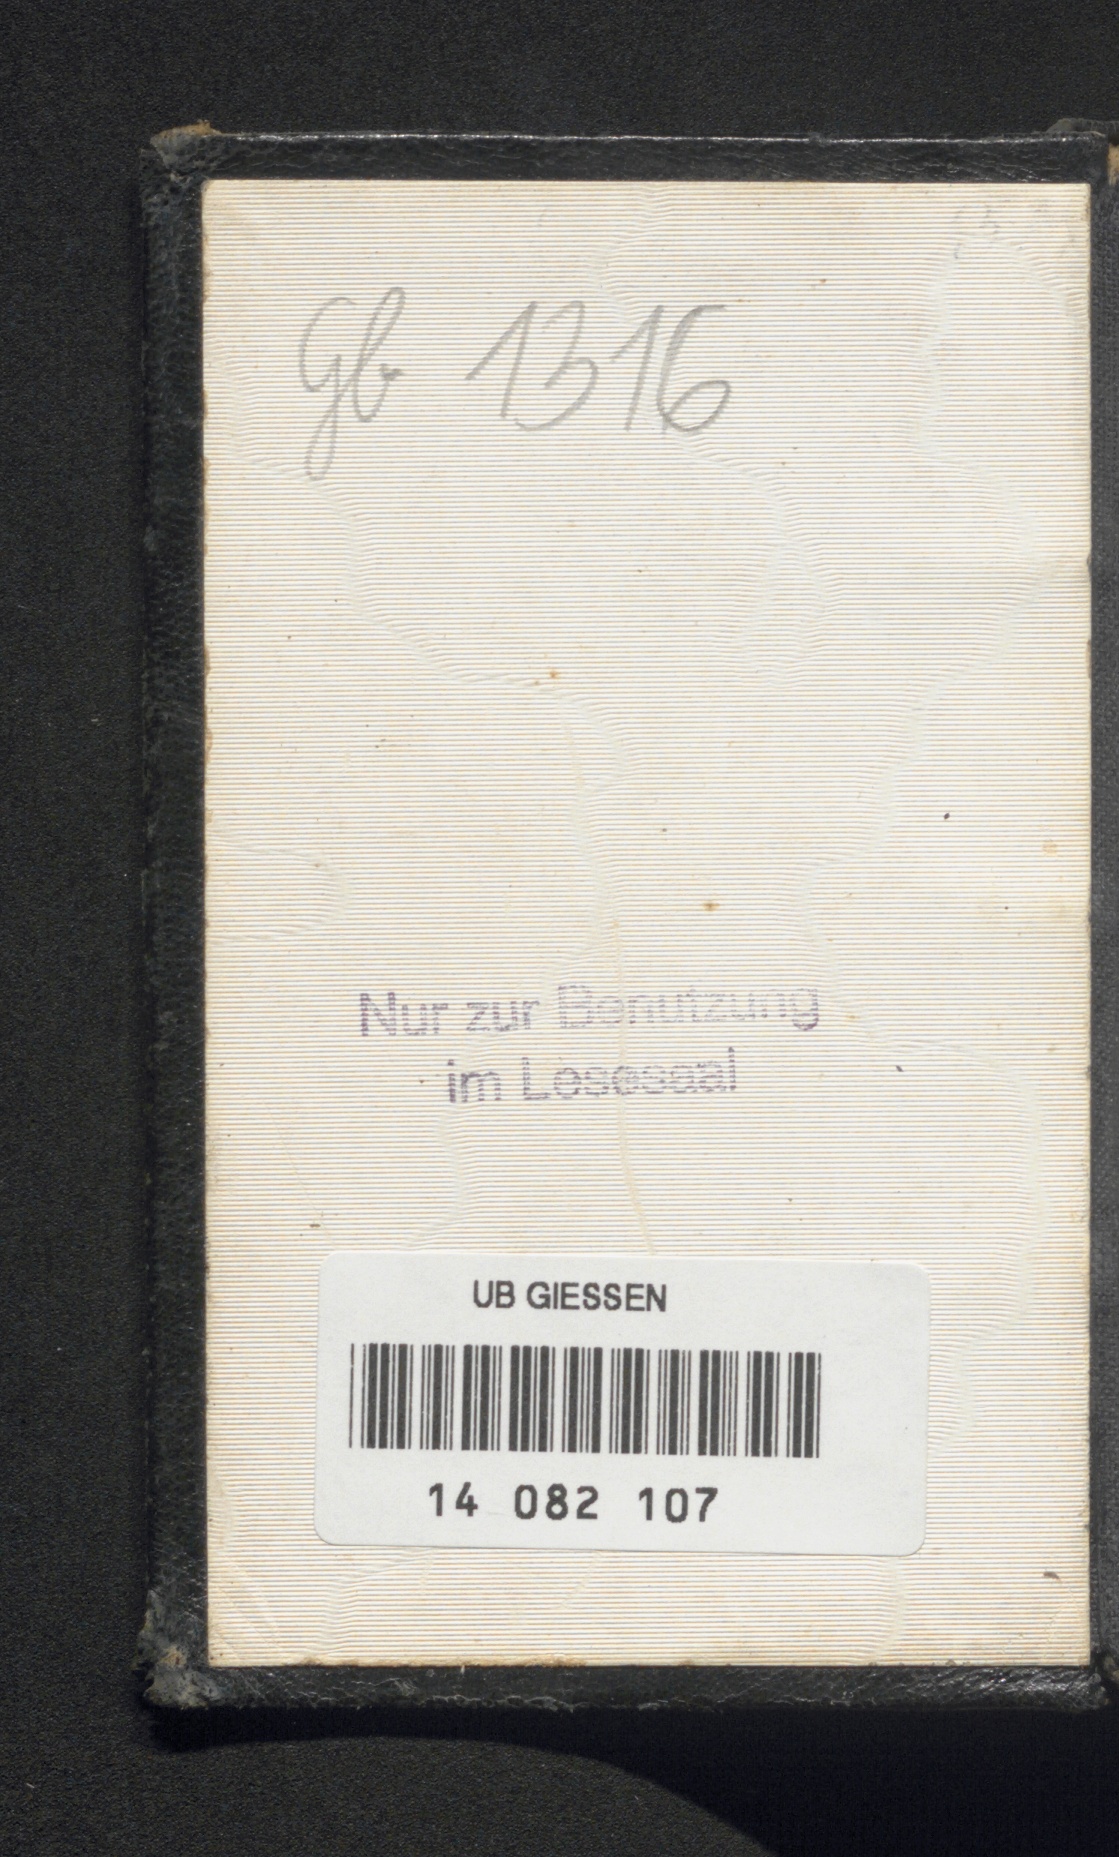 Gb 1316
Nur zur Benutzung
im Lesesaal
UB GIESSEN
14 082 107